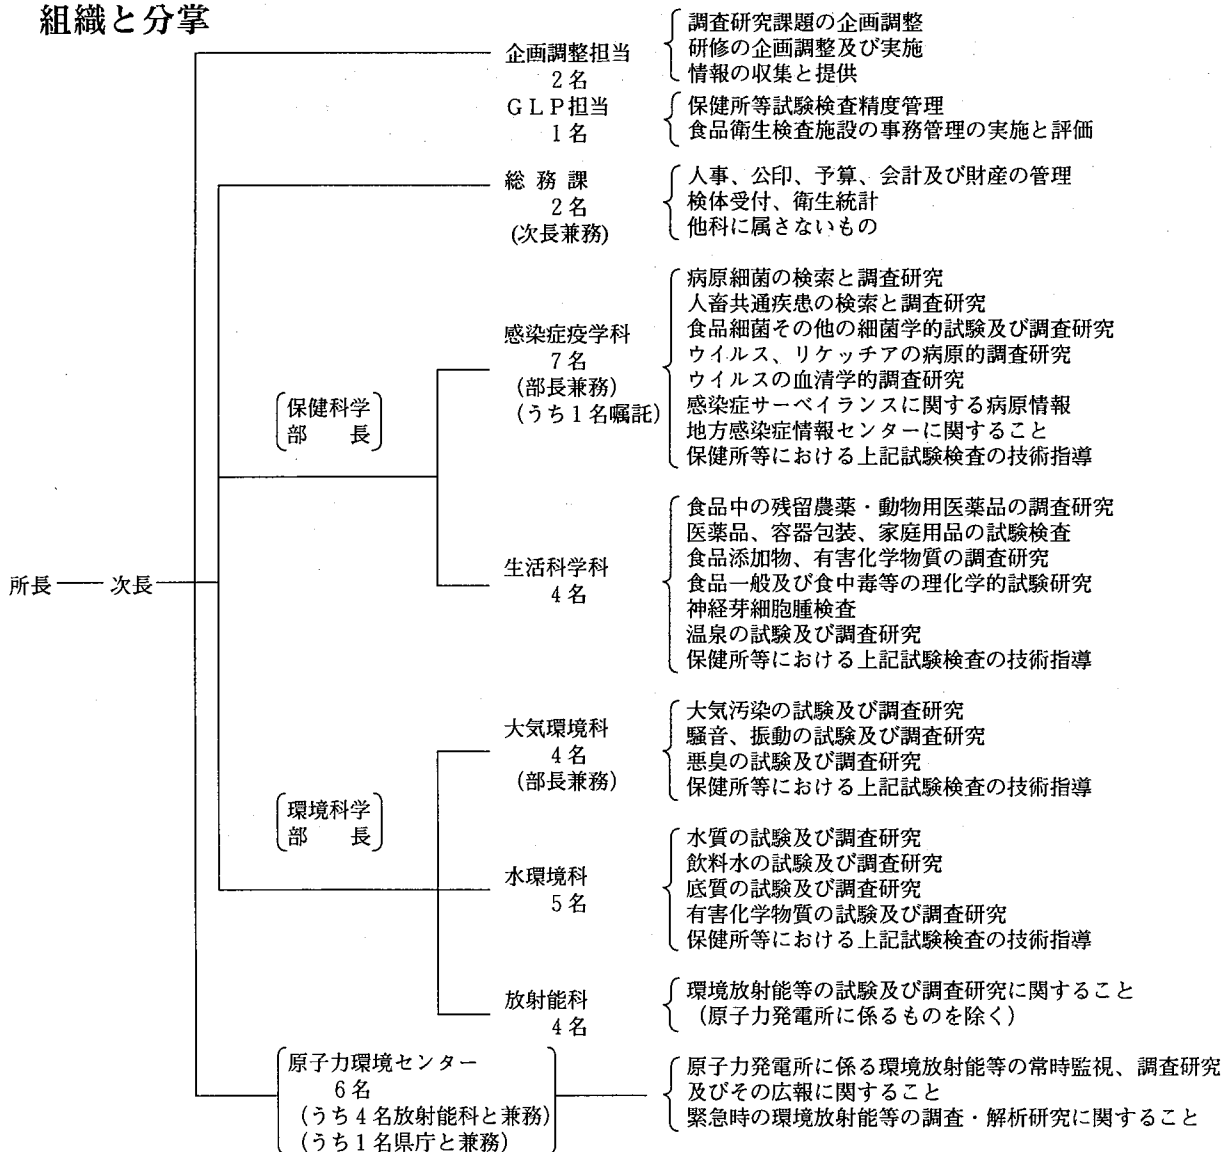 組織と分掌
企画調整担当
2名
調査研究課題の企画調整
研修の企画調整及び実施
情報の収集と提供
GLP担当
1名
保健所等試験検査精度管理
食品衛生検査施設の事務管理の実施と評価
総務課
2名
(次長兼務)
人事、公印、予算、会計及び財産の管理
検体受付、衛生統計
他科に属さないもの
所長
次長
保健科学
部 長
感染症疫学科
7名
(部長兼務)
(うち1名嘱託)
病原細菌の検索と調査研究
人畜共通疾患の検索と調査研究
食品細菌その他の細菌学的試験及び調査研究
ウイルス、リケッチアの病原的調査研究
ウイルスの血清学的調査研究
感染症サーベイランスに関する病原情報
地方感染症情報センターに関すること
保健所等における上記試験検査の技術指導
生活科学科
4名
食品中の残留農薬・動物用医薬品の調査研究
医薬品、容器包装、家庭用品の試験検査
食品添加物、有害化学物質の調査研究
食品一般及び食中毒等の理化学的試験研究
神経芽細胞腫検査
温泉の試験及び調査研究
保健所等における上記試験検査の技術指導
環境科学
部 長
大気環境科
4名
(部長兼務)
大気汚染の試験及び調査研究
騒音、振動の試験及び調査研究
悪臭の試験及び調査研究
保健所等における上記試験検査の技術指導
水環境科
5名
水質の試験及び調査研究
飲料水の試験及び調査研究
底質の試験及び調査研究
有害化学物質の試験及び調査研究
保健所等における上記試験検査の技術指導
放射能科
4名
環境放射能等の試験及び調査研究に関すること
(原子力発電所に係るものを除く)
原子力環境センター
6名
(うち4名放射能科と兼務)
(うち1名県庁と兼務)
原子力発電所に係る環境放射能等の常時監視、調査研究
及びその広報に関すること
緊急時の環境放射能等の調査・解析研究に関すること